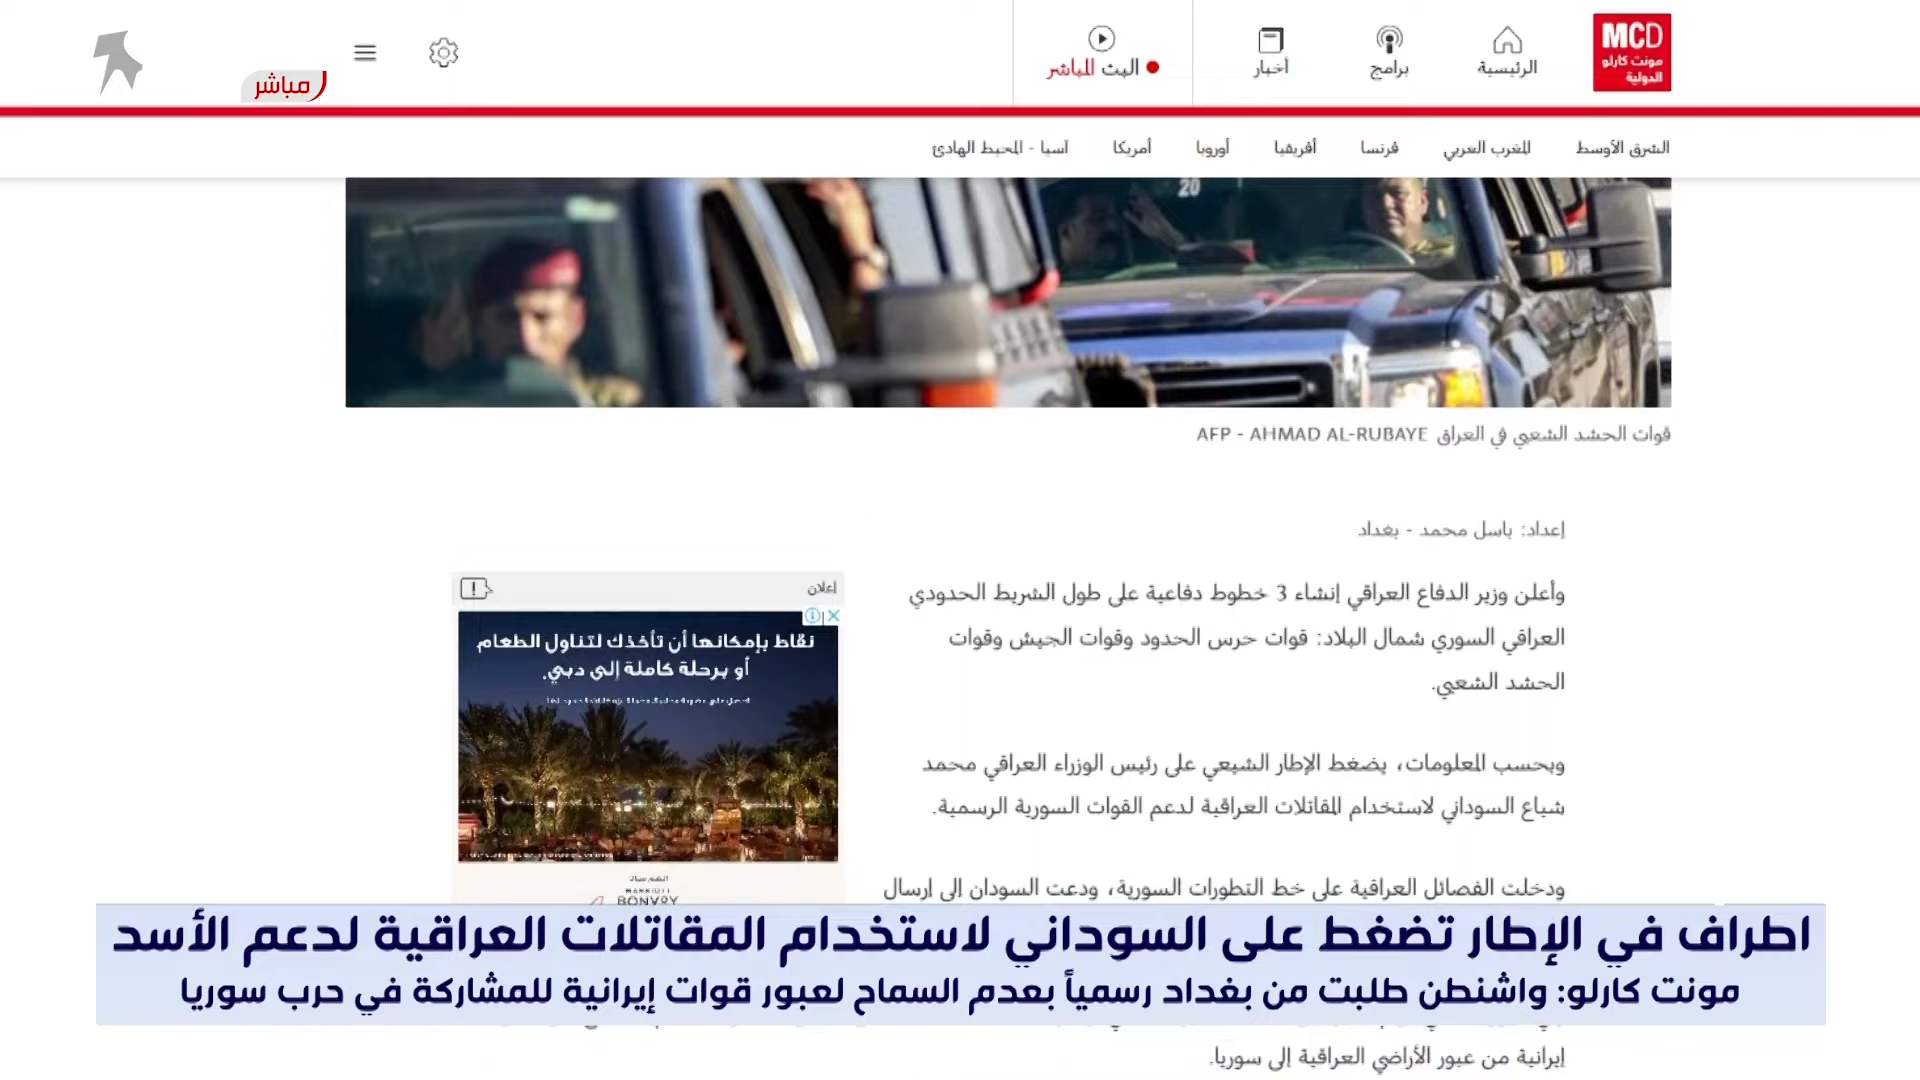 MCD
مونت كارلو
الدولية
الرئيسية
برامج
أخبار
البث المباشر
مباشر
الشرق الأوسط
المغرب العربي
فرنسا
أفريقيا
أوروبا
أمريكا
آسيا - المحيط الهادئ
20
قوات الحشد الشعبي في العراق AFP - AHMAD AL-RUBAYE
إعداد: باسل محمد - بغداد
وأعلن وزير الدفاع العراقي إنشاء 3 خطوط دفاعية على طول الشريط الحدودي
العراقي السوري شمال البلاد: قوات حرس الحدود وقوات الجيش وقوات
الحشد الشعبي.
وبحسب المعلومات، يضغط الإطار الشيعي على رئيس الوزراء العراقي محمد
شياع السوداني لاستخدام المقاتلات العراقية لدعم القوات السورية الرسمية.
ودخلت الفصائل العراقية على خط التطورات السورية، ودعت السودان إلى إرسال
إعلان
نقاط بإمكانها أن تأخذك لتناول الطعام
أو برحلة كاملة إلى دبي.
MARRIOTT
BONVOY
اطراف في الإطار تضغط على السوداني لاستخدام المقاتلات العراقية لدعم الأسد
مونت كارلو: واشنطن طلبت من بغداد رسمياً بعدم السماح لعبور قوات إيرانية للمشاركة في حرب سوريا
إيرانية من عبور الأراضي العراقية إلى سوريا.